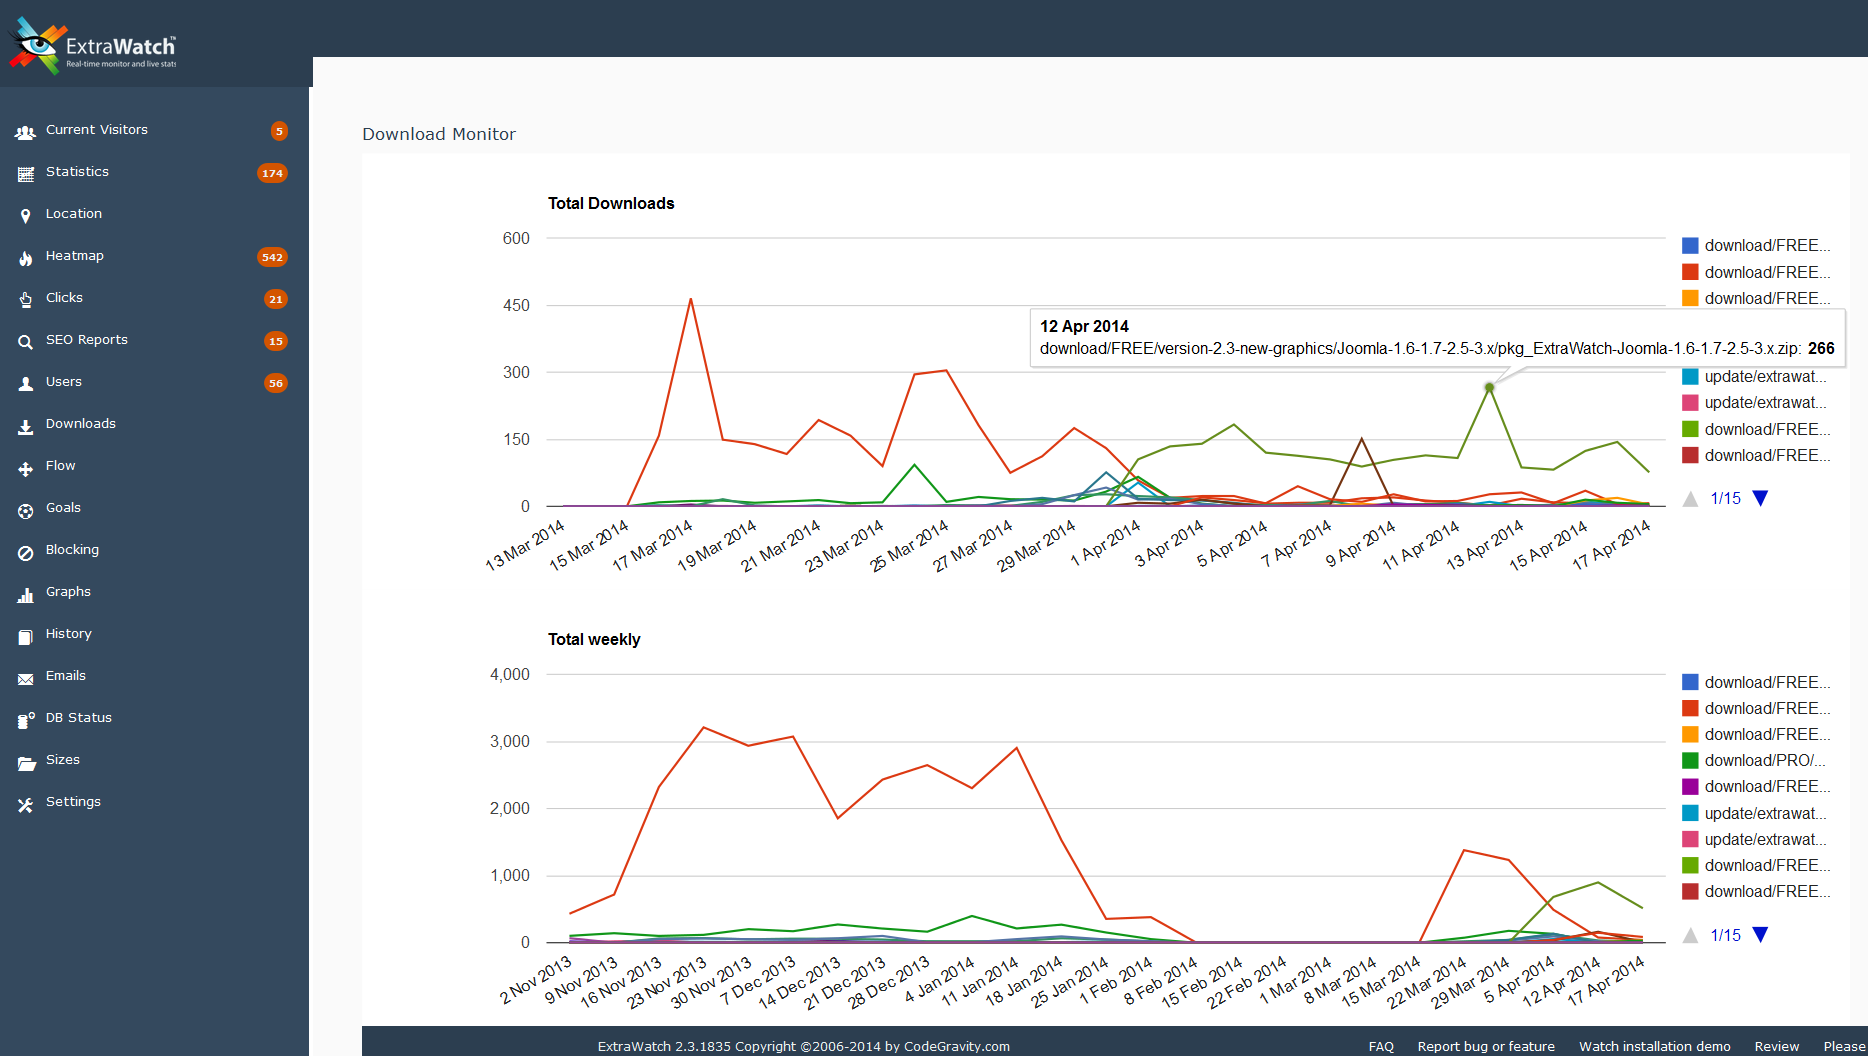 ExtraWatch™
Real-time monitor and live stats
Current Visitors 5
Statistics 174
Location
Heatmap 542
Clicks 21
SEO Reports 15
Users 56
Downloads
Flow
Goals
Blocking
Graphs
History
Emails
DB Status
Sizes
Settings
Download Monitor
Total Downloads
600
450
300
150
0
13 Mar 2014
15 Mar 2014
17 Mar 2014
19 Mar 2014
21 Mar 2014
23 Mar 2014
25 Mar 2014
27 Mar 2014
29 Mar 2014
1 Apr 2014
3 Apr 2014
5 Apr 2014
7 Apr 2014
9 Apr 2014
11 Apr 2014
13 Apr 2014
15 Apr 2014
17 Apr 2014
download/FREE...
download/FREE...
download/FREE...
12 Apr 2014
download/FREE/version-2.3-new-graphics/Joomla-1.6-1.7-2.5-3.x/pkg_ExtraWatch-Joomla-1.6-1.7-2.5-3.x.zip: 266
update/extrawat...
update/extrawat...
download/FREE...
download/FREE...
1/15
Total weekly
4,000
3,000
2,000
1,000
0
2 Nov 2013
9 Nov 2013
16 Nov 2013
23 Nov 2013
30 Nov 2013
7 Dec 2013
14 Dec 2013
21 Dec 2013
28 Dec 2013
4 Jan 2014
11 Jan 2014
18 Jan 2014
25 Jan 2014
1 Feb 2014
8 Feb 2014
15 Feb 2014
22 Feb 2014
1 Mar 2014
8 Mar 2014
15 Mar 2014
22 Mar 2014
29 Mar 2014
5 Apr 2014
12 Apr 2014
17 Apr 2014
download/FREE...
download/FREE...
download/FREE...
download/PRO/...
download/FREE...
update/extrawat...
update/extrawat...
download/FREE...
download/FREE...
1/15
ExtraWatch 2.3.1835 Copyright ©2006-2014 by CodeGravity.com
FAQ Report bug or feature Watch installation demo Review Please